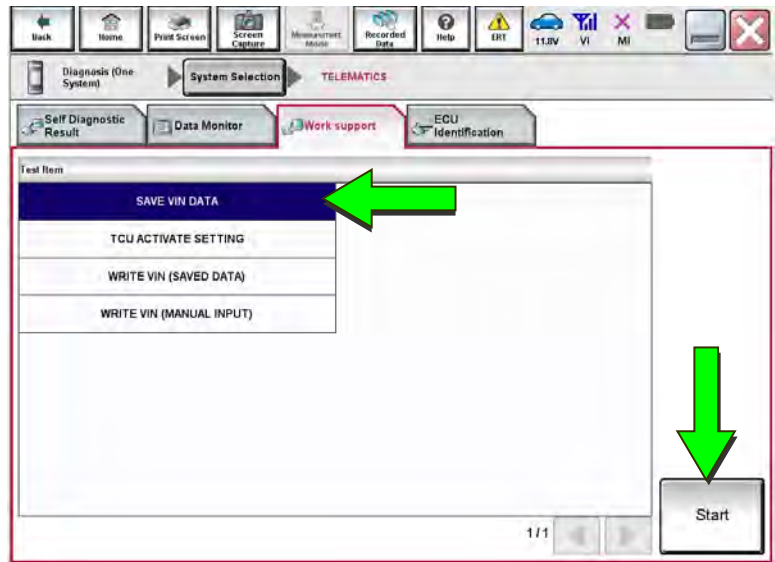 Back
Home
Print Screen
Screen
Capture
Measurement
Mode
Recorded
Data
Help
ERT
11.8V
VI
MI
Diagnosis (One
System)
System Selection
TELEMATICS
Self Diagnostic
Result
Data Monitor
Work support
ECU
Identification
Test Item
SAVE VIN DATA
TCU ACTIVATE SETTING
WRITE VIN (SAVED DATA)
WRITE VIN (MANUAL INPUT)
1/1
Start